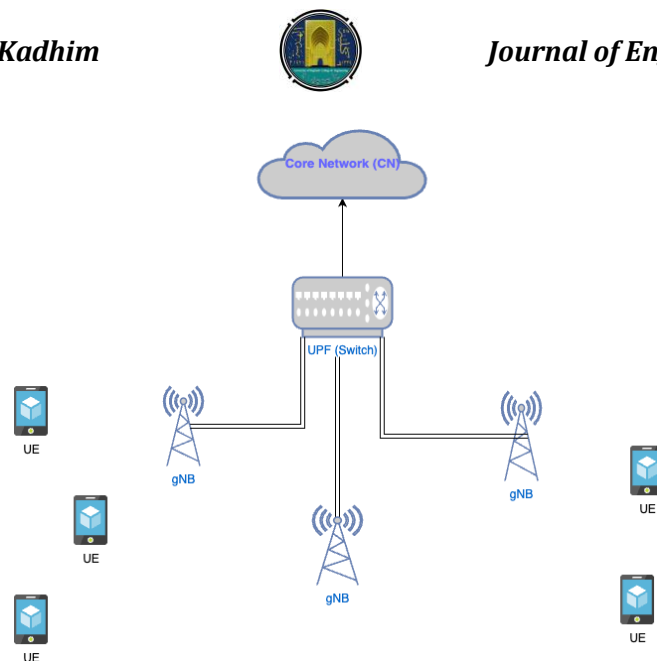 Kadhim
Journal of En
Core Network (CN)
UPF (Switch)
UE
gNB
gNB
UE
UE
gNB
UE
UE